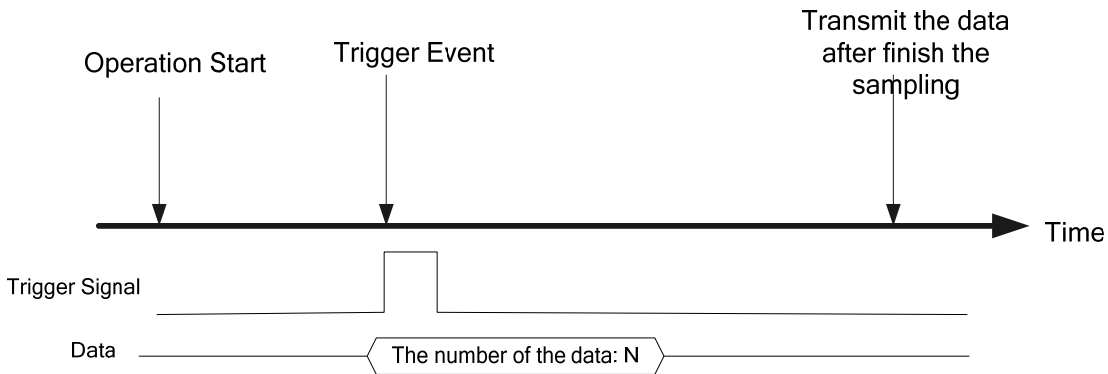 Operation Start
Trigger Event
Transmit the data
after finish the
sampling
Time
Trigger Signal
Data
The number of the data: N